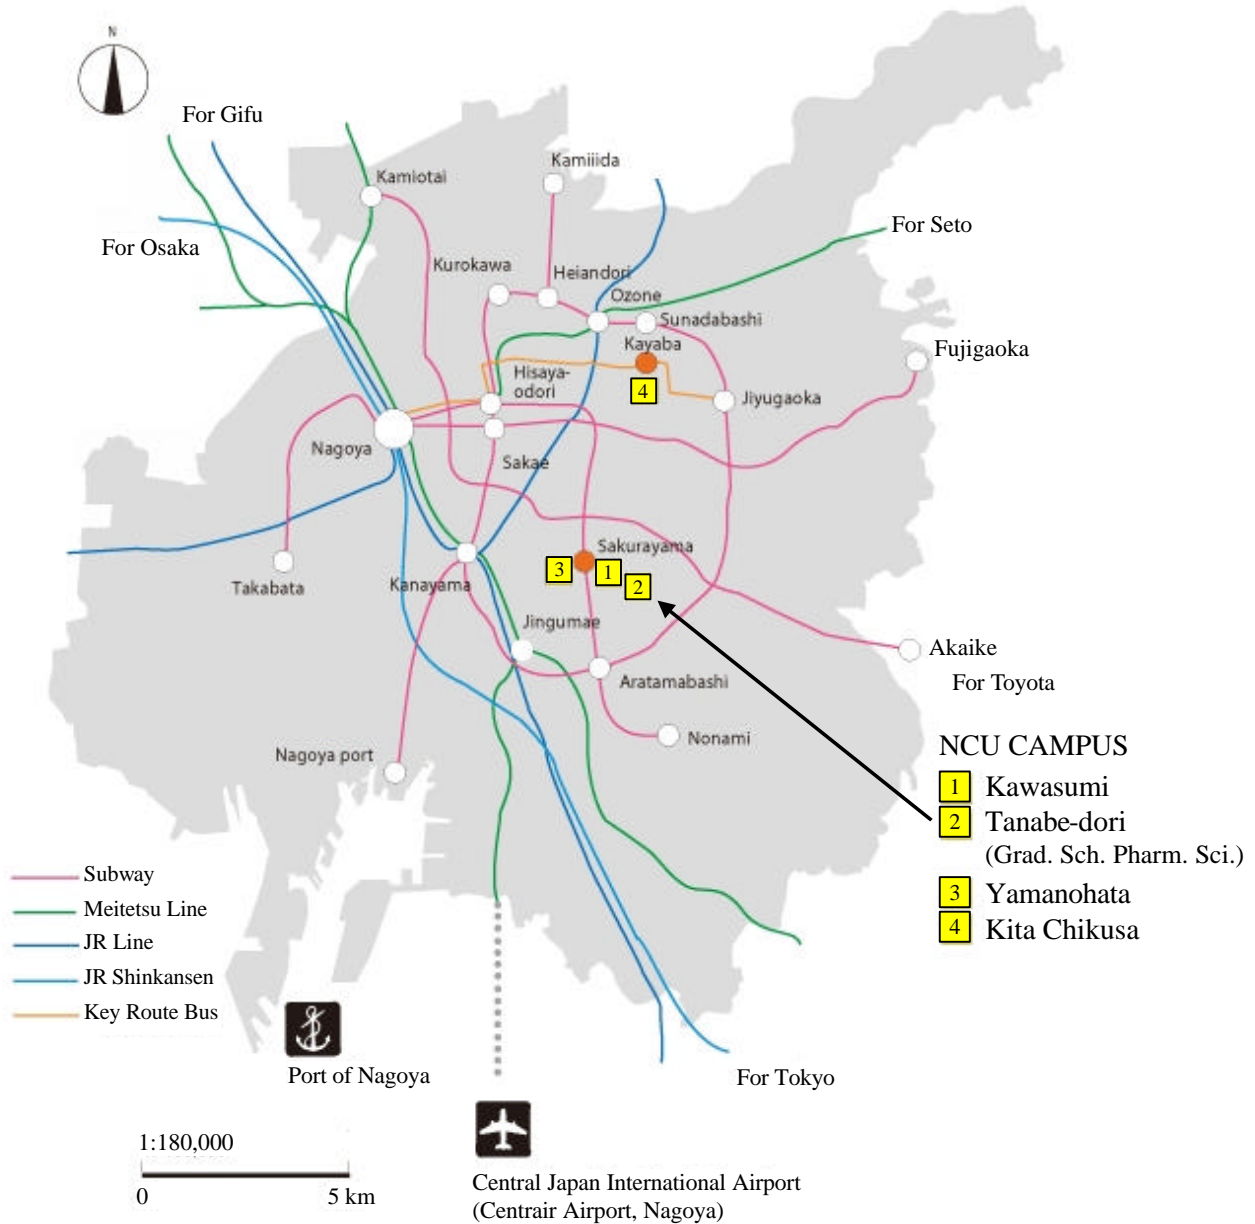 N
For Gifu
Kamiiida
Kamiotai
For Seto
For Osaka
Kurokawa
Heiandori
Ozone
Sunadabashi
Kayaba
Fujigaoka
Hisaya-
odori
4
Jiyugaoka
Nagoya
Sakae
Sakurayama
3
1
2
Takabata
Kanayama
Jingumae
Akaike
For Toyota
Aratamabashi
Nonami
Nagoya port
NCU CAMPUS
1 Kawasumi
2 Tanabe-dori
(Grad. Sch. Pharm. Sci.)
3 Yamanohata
4 Kita Chikusa
Subway
Meitetsu Line
JR Line
JR Shinkansen
Key Route Bus
Port of Nagoya
For Tokyo
1:180,000
0 5 km
Central Japan International Airport
(Centrair Airport, Nagoya)